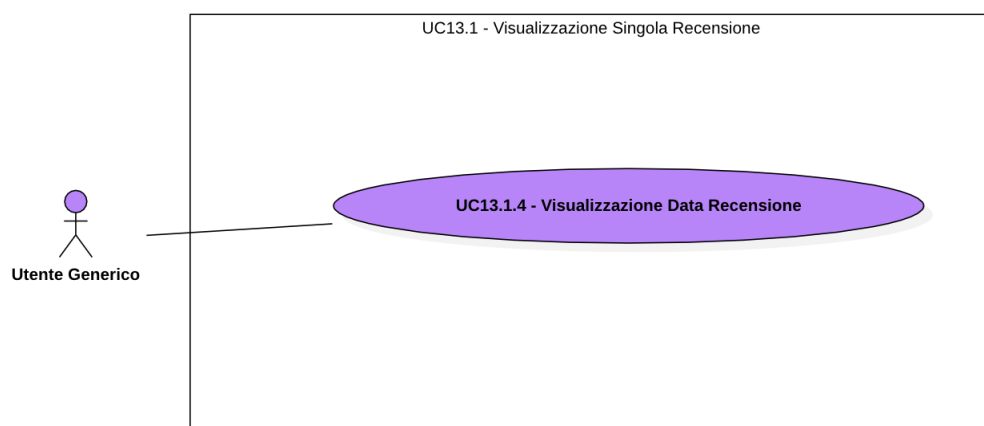 UC13.1 - Visualizzazione Singola Recensione
UC13.1.4 - Visualizzazione Data Recensione
Utente Generico